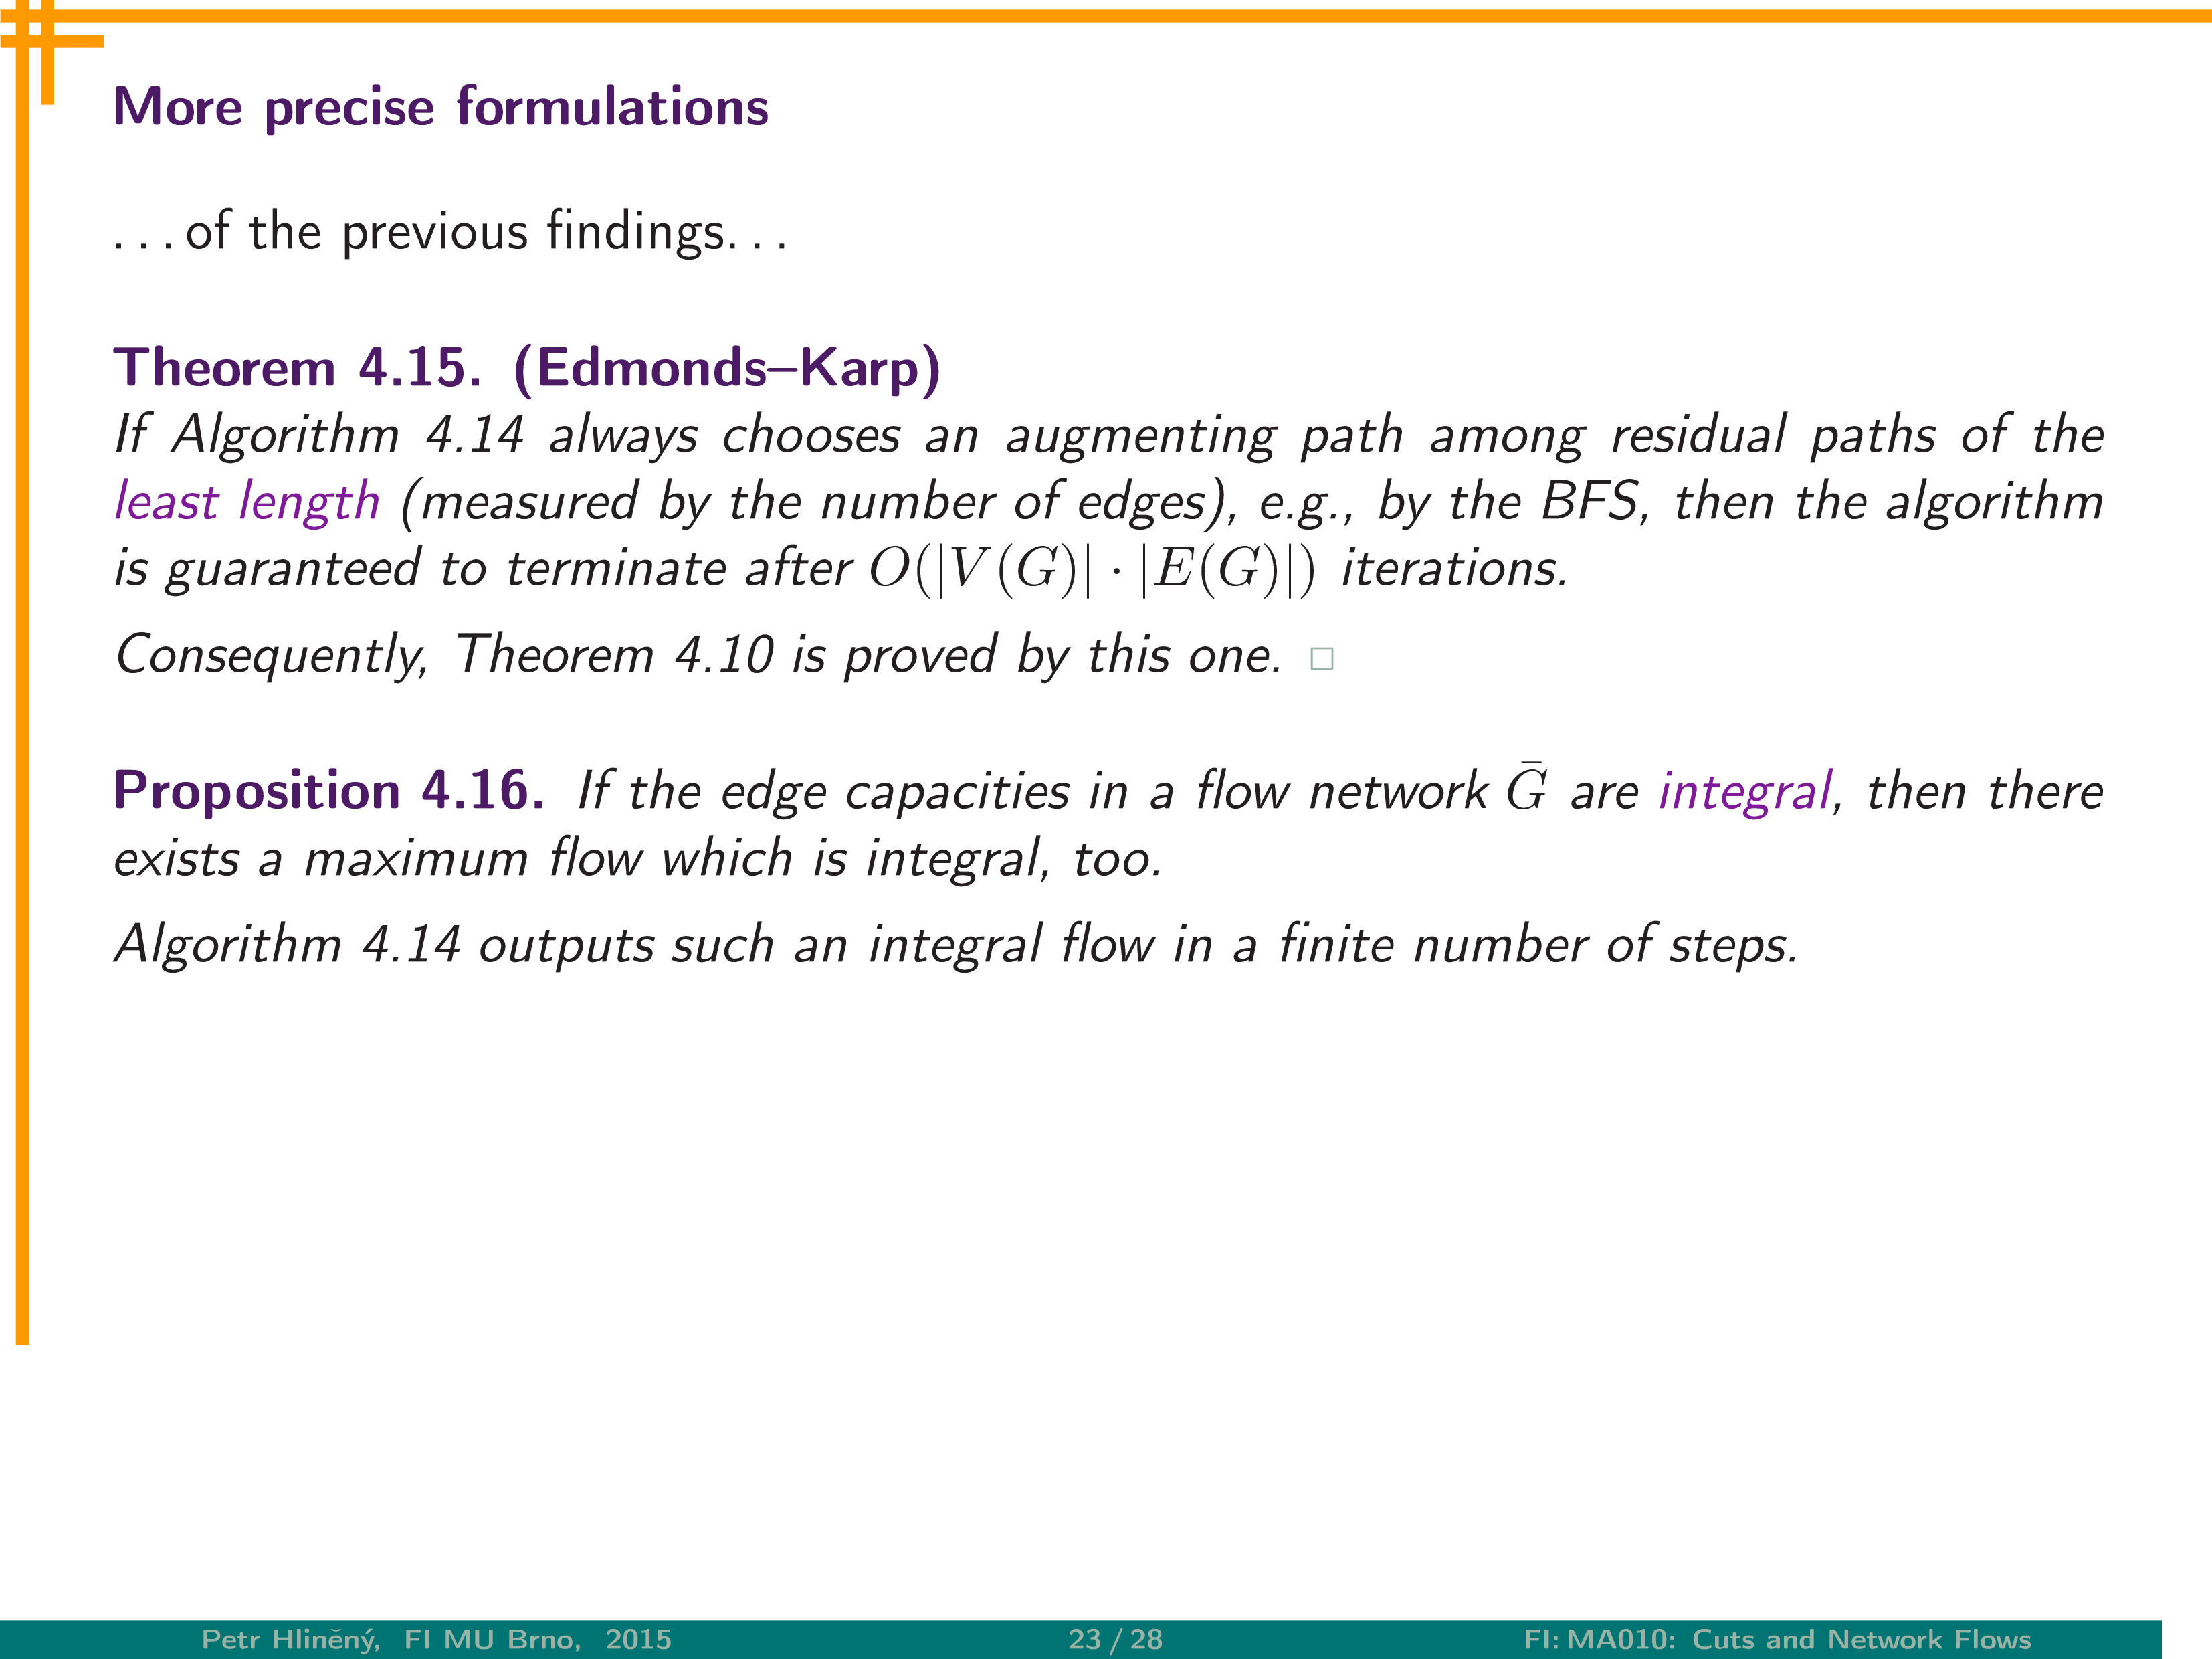 More precise formulations
. . . of the previous findings. . .
Theorem 4.15. (Edmonds–Karp)
If Algorithm 4.14 always chooses an augmenting path among residual paths of the
least length (measured by the number of edges), e.g., by the BFS, then the algorithm
is guaranteed to terminate after O(|V(G)| · |E(G)|) iterations.
Consequently, Theorem 4.10 is proved by this one. □
Proposition 4.16. If the edge capacities in a flow network Ḡ are integral, then there
exists a maximum flow which is integral, too.
Algorithm 4.14 outputs such an integral flow in a finite number of steps.
Petr Hliněný, FI MU Brno, 2015 23 / 28 FI: MA010: Cuts and Network Flows